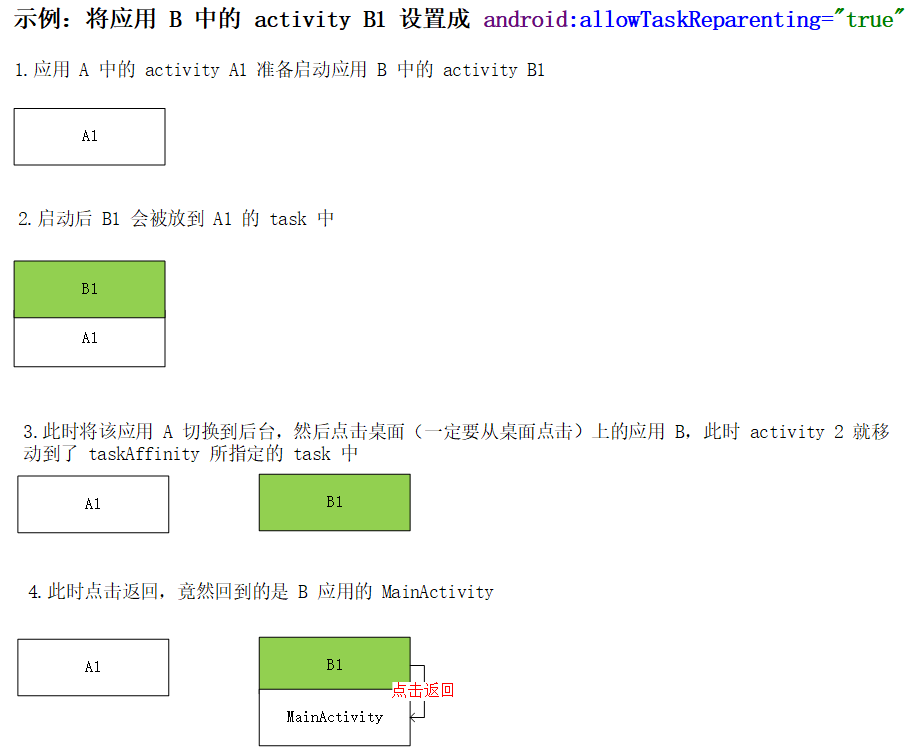 示例：将应用 B 中的 activity B1 设置成 android:allowTaskReparenting="true"
1.应用 A 中的 activity A1 准备启动应用 B 中的 activity B1
A1
2.启动后 B1 会被放到 A1 的 task 中
B1
A1
3.此时将该应用 A 切换到后台，然后点击桌面（一定要从桌面点击）上的应用 B，此时 activity 2 就移
动到了 taskAffinity 所指定的 task 中
A1
B1
4.此时点击返回，竟然回到的是 B 应用的 MainActivity
A1
B1
点击返回
MainActivity